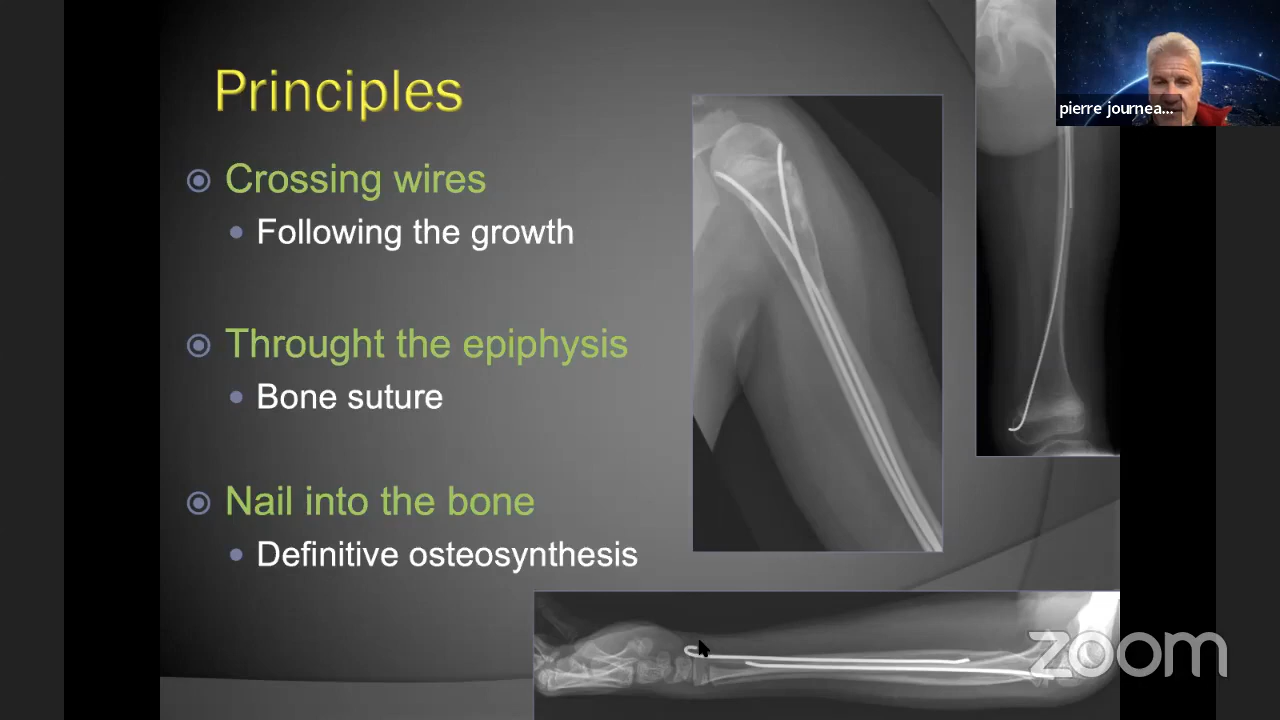 Principles
Crossing wires
Following the growth
Throught the epiphysis
Bone suture
Nail into the bone
Definitive osteosynthesis
pierre journea...
zoom